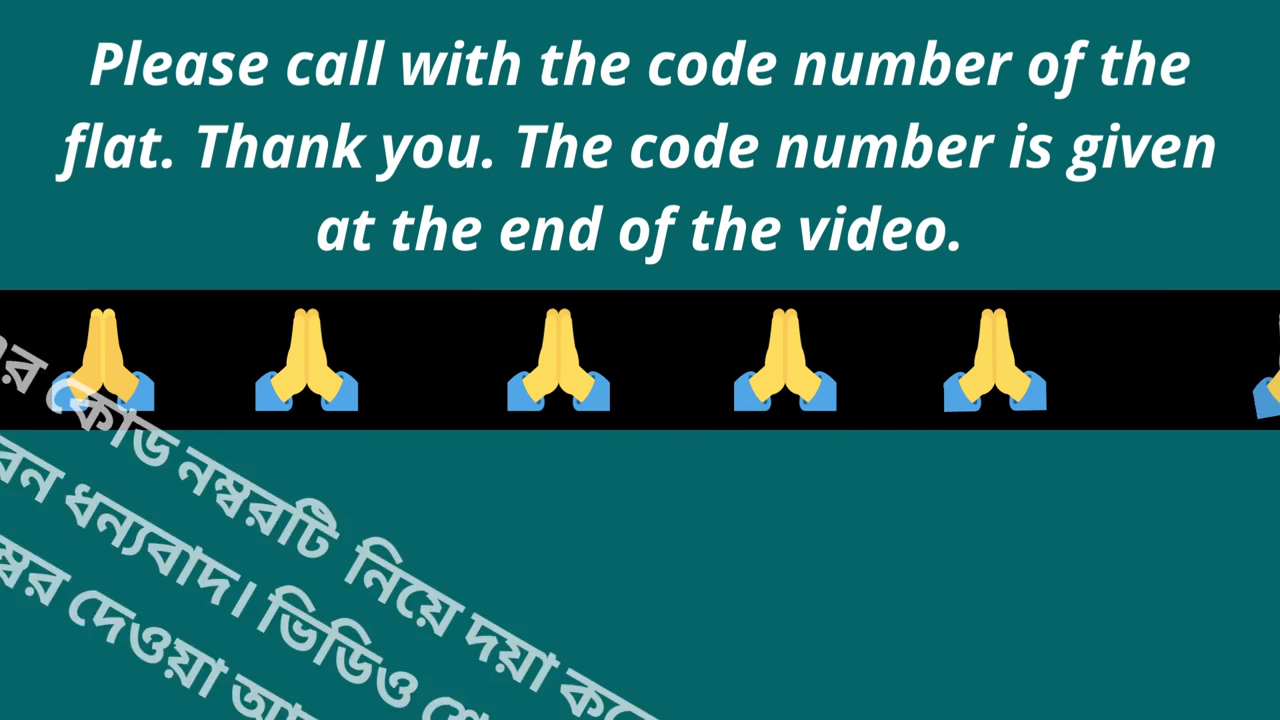 Please call with the code number of the
flat. Thank you. The code number is given
at the end of the video.
কোড নম্বরটি নিয়ে দয়া
ধন্যবাদ। ভিডিও
দেওয়া